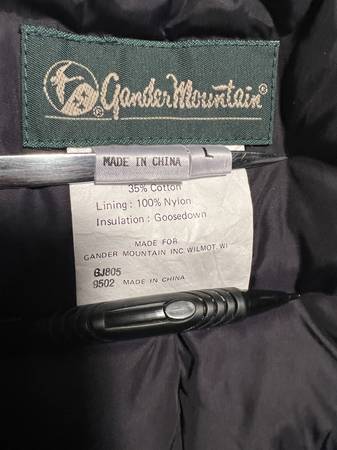 Gander Mountain®
®
MADE IN CHINA
L
35% Cotton
Lining: 100% Nylon
Insulation: Goosedown
MADE FOR
GANDER MOUNTAIN INC. WILMOT, WI
GJ805
9502 MADE IN CHINA